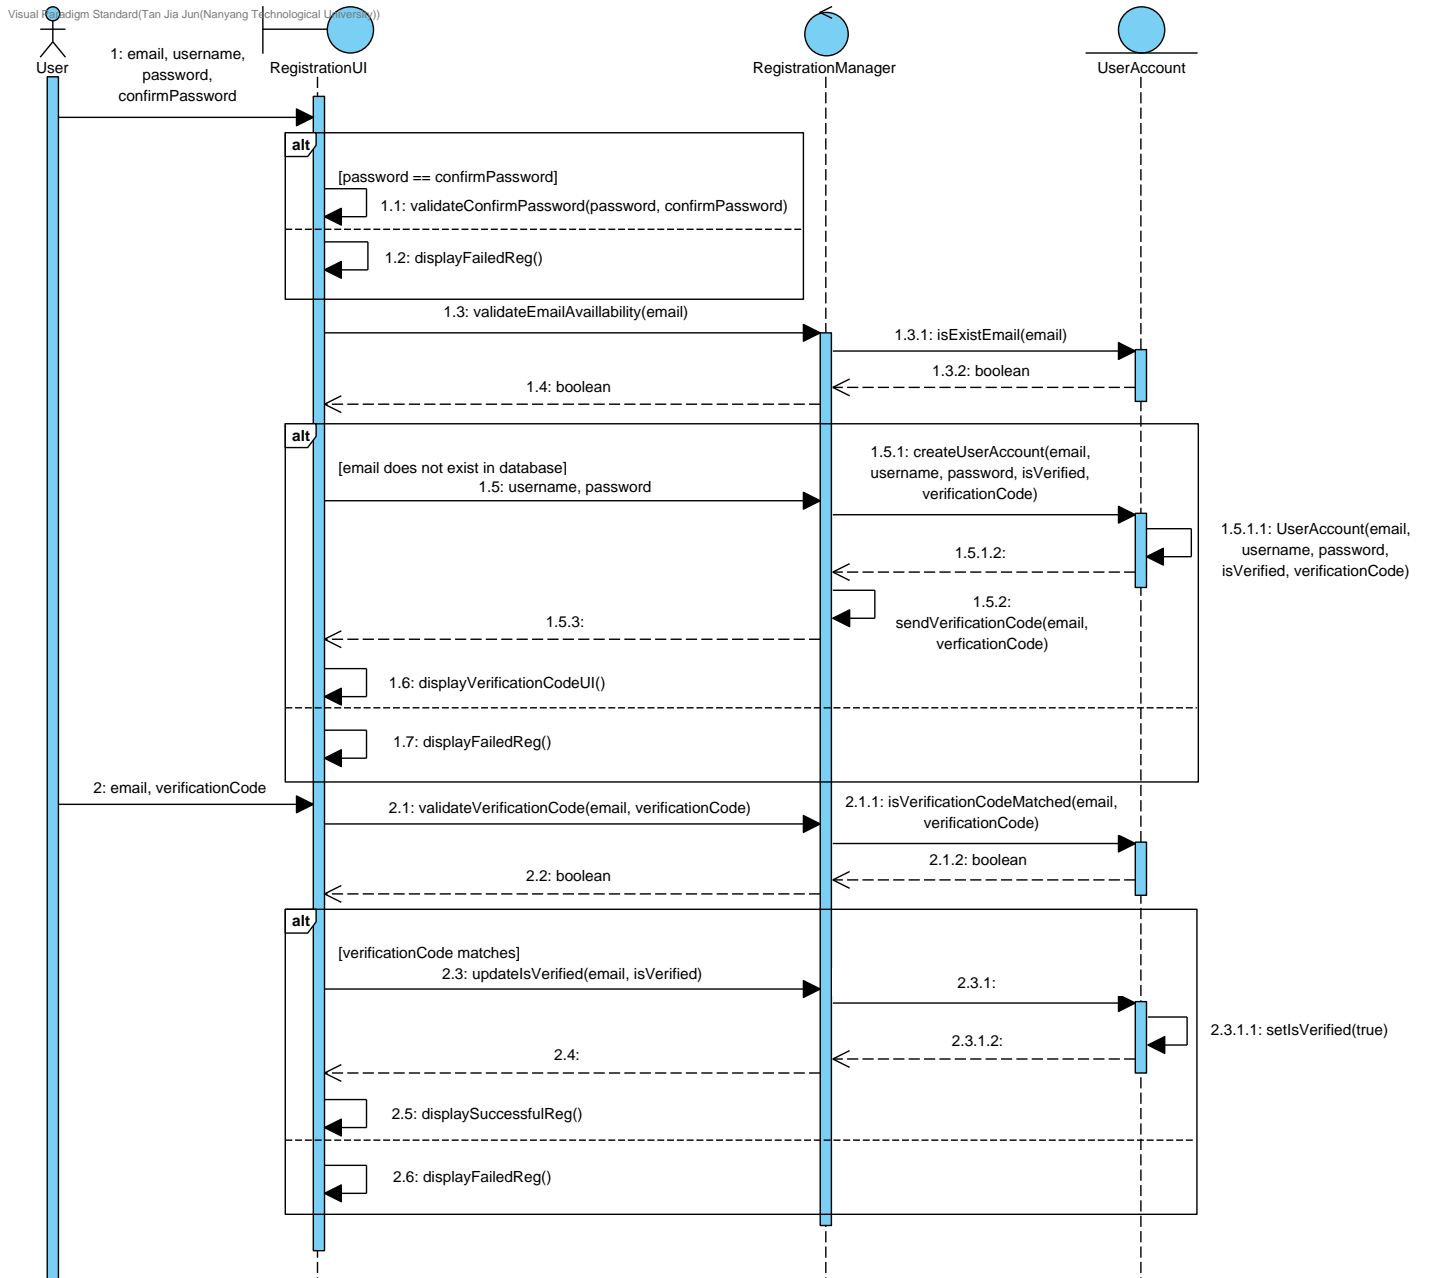 Visual Paradigm Standard(Tan Jia Jun(Nanyang Technological University))
User
RegistrationUI
RegistrationManager
UserAccount
1: email, username,
password,
confirmPassword
alt
[password == confirmPassword]
1.1: validateConfirmPassword(password, confirmPassword)
1.2: displayFailedReg()
1.3: validateEmailAvaillability(email)
1.3.1: isExistEmail(email)
1.3.2: boolean
1.4: boolean
alt
[email does not exist in database]
1.5: username, password
1.5.1: createUserAccount(email,
username, password, isVerified,
verificationCode)
1.5.1.1: UserAccount(email,
username, password,
isVerified, verificationCode)
1.5.1.2:
1.5.2:
sendVerificationCode(email,
verficationCode)
1.5.3:
1.6: displayVerificationCodeUI()
1.7: displayFailedReg()
2: email, verificationCode
2.1: validateVerificationCode(email, verificationCode)
2.1.1: isVerificationCodeMatched(email,
verificationCode)
2.1.2: boolean
2.2: boolean
alt
[verificationCode matches]
2.3: updateIsVerified(email, isVerified)
2.3.1:
2.3.1.1: setIsVerified(true)
2.3.1.2:
2.4:
2.5: displaySuccessfulReg()
2.6: displayFailedReg()